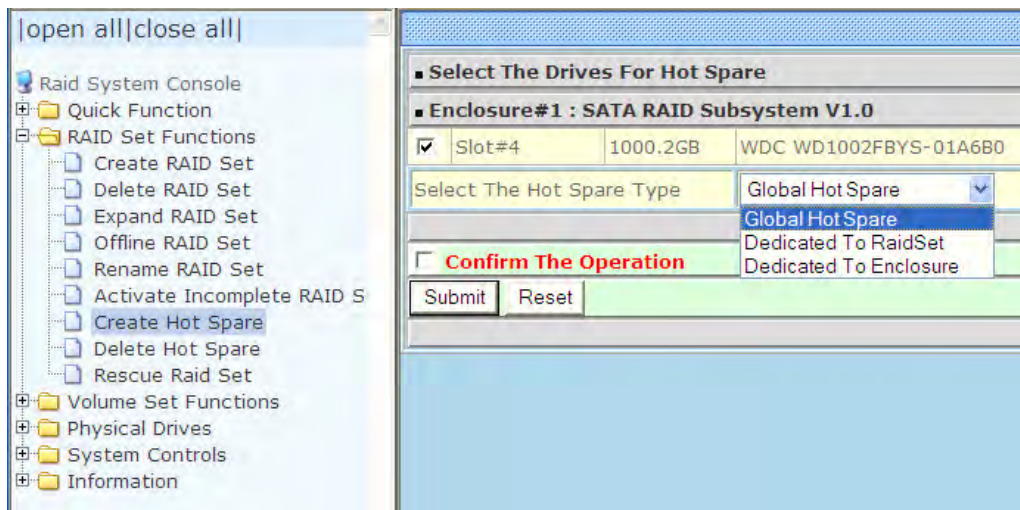 |open all|close all|
Raid System Console
Quick Function
RAID Set Functions
Create RAID Set
Delete RAID Set
Expand RAID Set
Offline RAID Set
Rename RAID Set
Activate Incomplete RAID S
Create Hot Spare
Delete Hot Spare
Rescue Raid Set
Volume Set Functions
Physical Drives
System Controls
Information
Select The Drives For Hot Spare
Enclosure#1 : SATA RAID Subsystem V1.0
Slot#4 1000.2GB WDC WD1002FBYS-01A6B0
Select The Hot Spare Type Global Hot Spare
Global Hot Spare
Dedicated To RaidSet
Dedicated To Enclosure
Confirm The Operation
Submit Reset